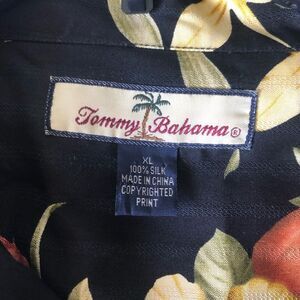 Tommy Bahama®
XL
100% SILK
MADE IN CHINA
COPYRIGHTED
PRINT